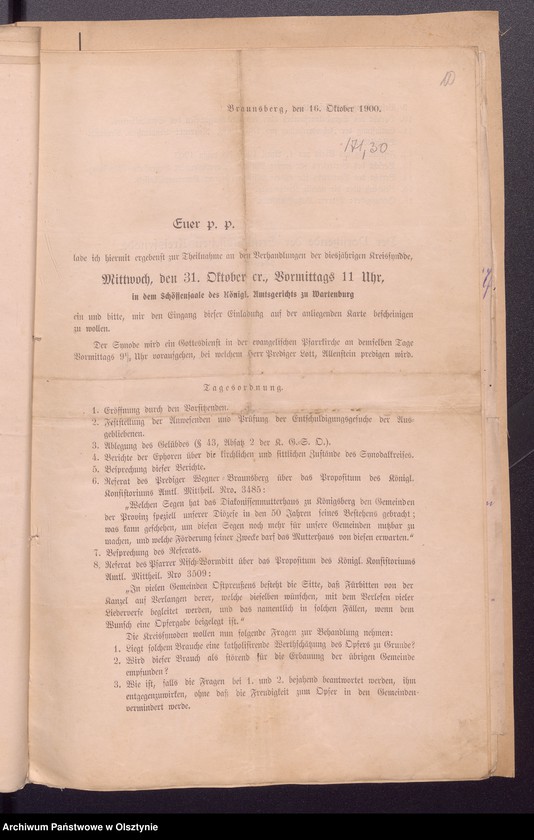 Braunsberg, den 16. Oktober 1900.
171,30
Euer p. p.
lade ich hiermit ergebenst zur Theilnahme an den Verhandlungen der diesjährigen Kreissynode,
Mittwoch, den 31. Oktober cr., Vormittags 11 Uhr,
in dem Schöffensaale des Königl. Amtsgerichts zu Wartenburg
ein und bitte, mir den Eingang dieser Einladung auf der anliegenden Karte bescheinigen
zu wollen.
Der Synode wird ein Gottesdienst in der evangelischen Pfarrkirche an demselben Tage
Vormittags 9½ Uhr voraufgehen, bei welchem Herr Prediger Lott, Allenstein predigen wird.
Tagesordnung.
1. Eröffnung durch den Vorsitzenden.
2. Feststellung der Anwesenden und Prüfung der Entschuldigungsgesuche der Aus-
gebliebenen.
3. Ablegung des Gelübdes (§ 43, Absatz 2 der K. G.-S. O.).
4. Berichte der Ephoren über die kirchlichen und sittlichen Zustände des Synodalkreises.
5. Besprechung dieser Berichte.
6. Referat des Prediger Wegner-Braunsberg über das Propositum des Königl.
Konsistoriums Amtl. Mittheil. Nro. 3485:
„Welchen Segen hat das Diakonissenmutterhaus zu Königsberg den Gemeinden
der Provinz speziell unserer Diözese in den 50 Jahren seines Bestehens gebracht;
was kann geschehen, um diesen Segen noch mehr für unsere Gemeinden nutzbar zu
machen, und welche Förderung seiner Zwecke darf das Mutterhaus von diesen erwarten.“
7. Besprechung des Referats.
8. Referat des Pfarrer Risch-Wormditt über das Propositum des Königl. Konsistoriums
Amtl. Mittheil. Nro 3509:
„In vielen Gemeinden Ostpreußens besteht die Sitte, daß Fürbitten von der
Kanzel auf Verlangen derer, welche dieselben wünschen, mit dem Verlesen vieler
Liederverse begleitet werden, und das namentlich in solchen Fällen, wenn dem
Wunsch eine Opfergabe beigelegt ist.“
Die Kreissynoden wollen nun folgende Fragen zur Behandlung nehmen:
1. Liegt solchem Brauche eine katholisirende Werthschätzung des Opfers zu Grunde?
2. Wird dieser Brauch als störend für die Erbauung der übrigen Gemeinde
empfunden?
3. Wie ist, falls die Fragen bei 1. und 2. bejahend beantwortet werden, ihm
entgegenzuwirken, ohne daß die Freudigkeit zum Opfer in den Gemeinden
vermindert werde.
Archiwum Państwowe w Olsztynie